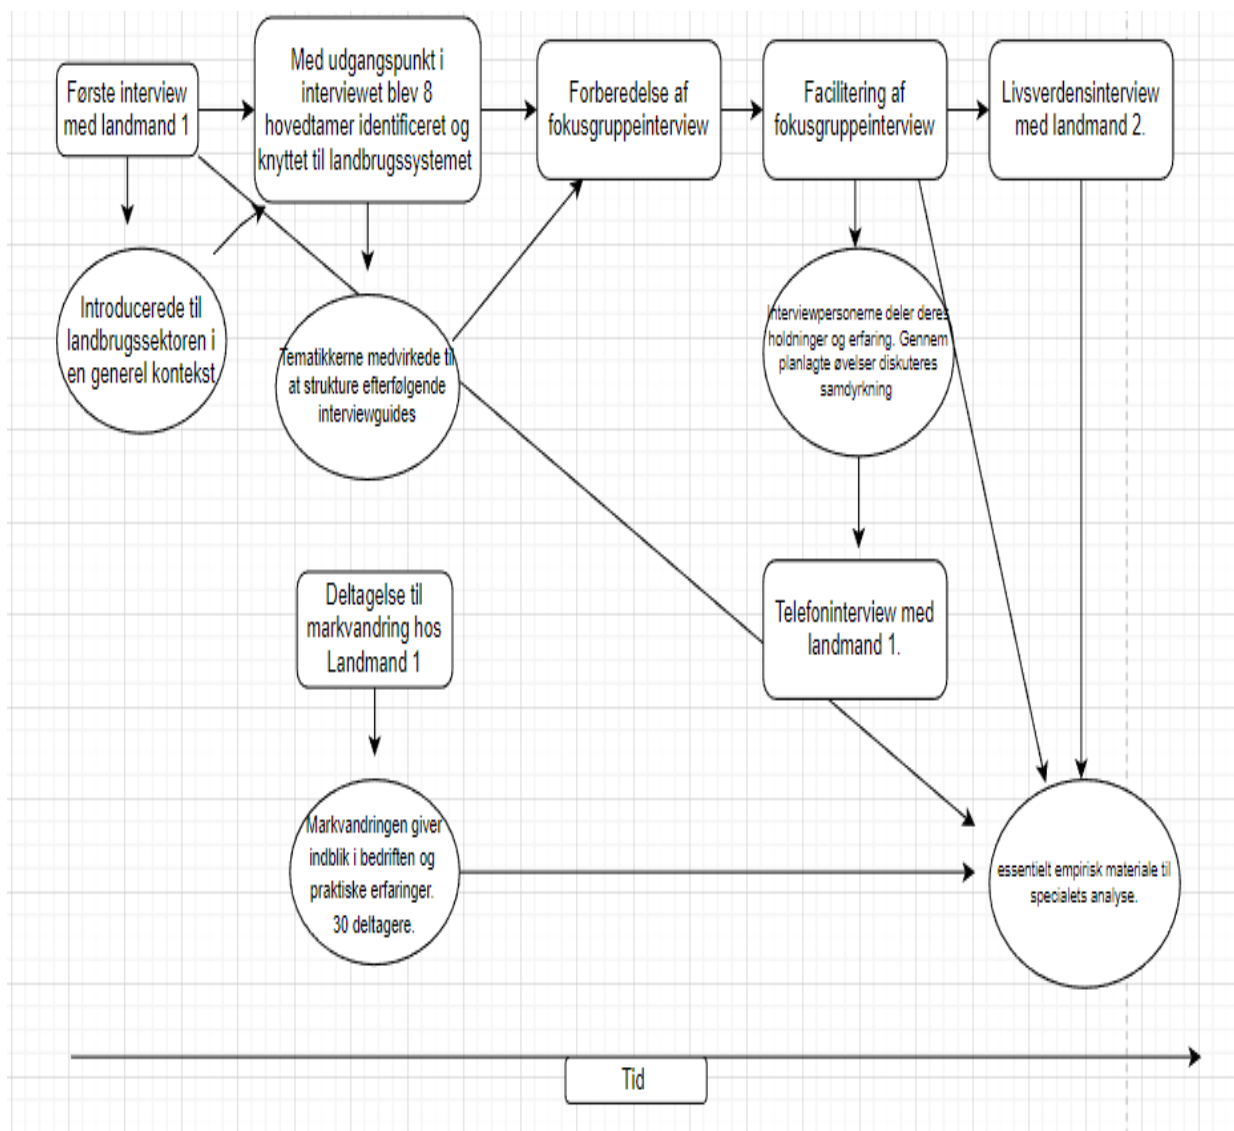 Første interview
med landmand 1
Med udgangspunkt i
interviewet blev 8
hovedtamer identificeret og
knyttet til landbrugssystemet
Forberedelse af
fokusgruppeinterview
Facilitering af
fokusgruppeinterview
Livsverdensinterview
med landmand 2.
Introducerede til
landbrugssektoren i
en generel kontekst
Tematikkerne medvirkede til
at strukture efterfølgende
interviewguides
Interviewpersonerne deler deres
holdninger og erfaring. Gennem
planlagte øvelser diskuteres
samdyrkning
Deltagelse til
markvandring hos
Landmand 1
Telefoninterview med
landmand 1.
Markvandringen giver
indblik i bedriften og
praktiske erfaringer.
30 deltagere.
essentielt empirisk materiale til
specialets analyse.
Tid